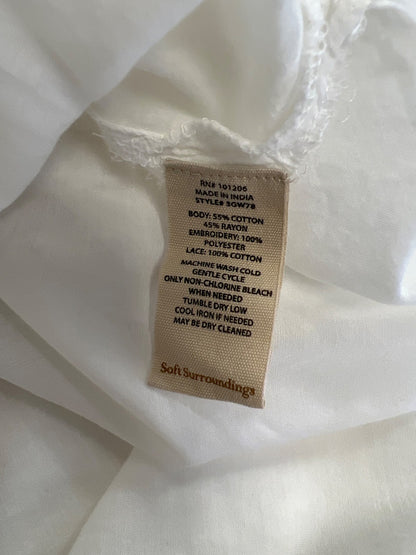 RN# 101206
MADE IN INDIA
STYLE# 5GW78
BODY: 55% COTTON
45% RAYON
EMBROIDERY: 100%
POLYESTER
LACE: 100% COTTON
MACHINE WASH COLD
GENTLE CYCLE
ONLY NON-CHLORINE BLEACH
WHEN NEEDED
TUMBLE DRY LOW
COOL IRON IF NEEDED
MAY BE DRY CLEANED
Soft Surroundings